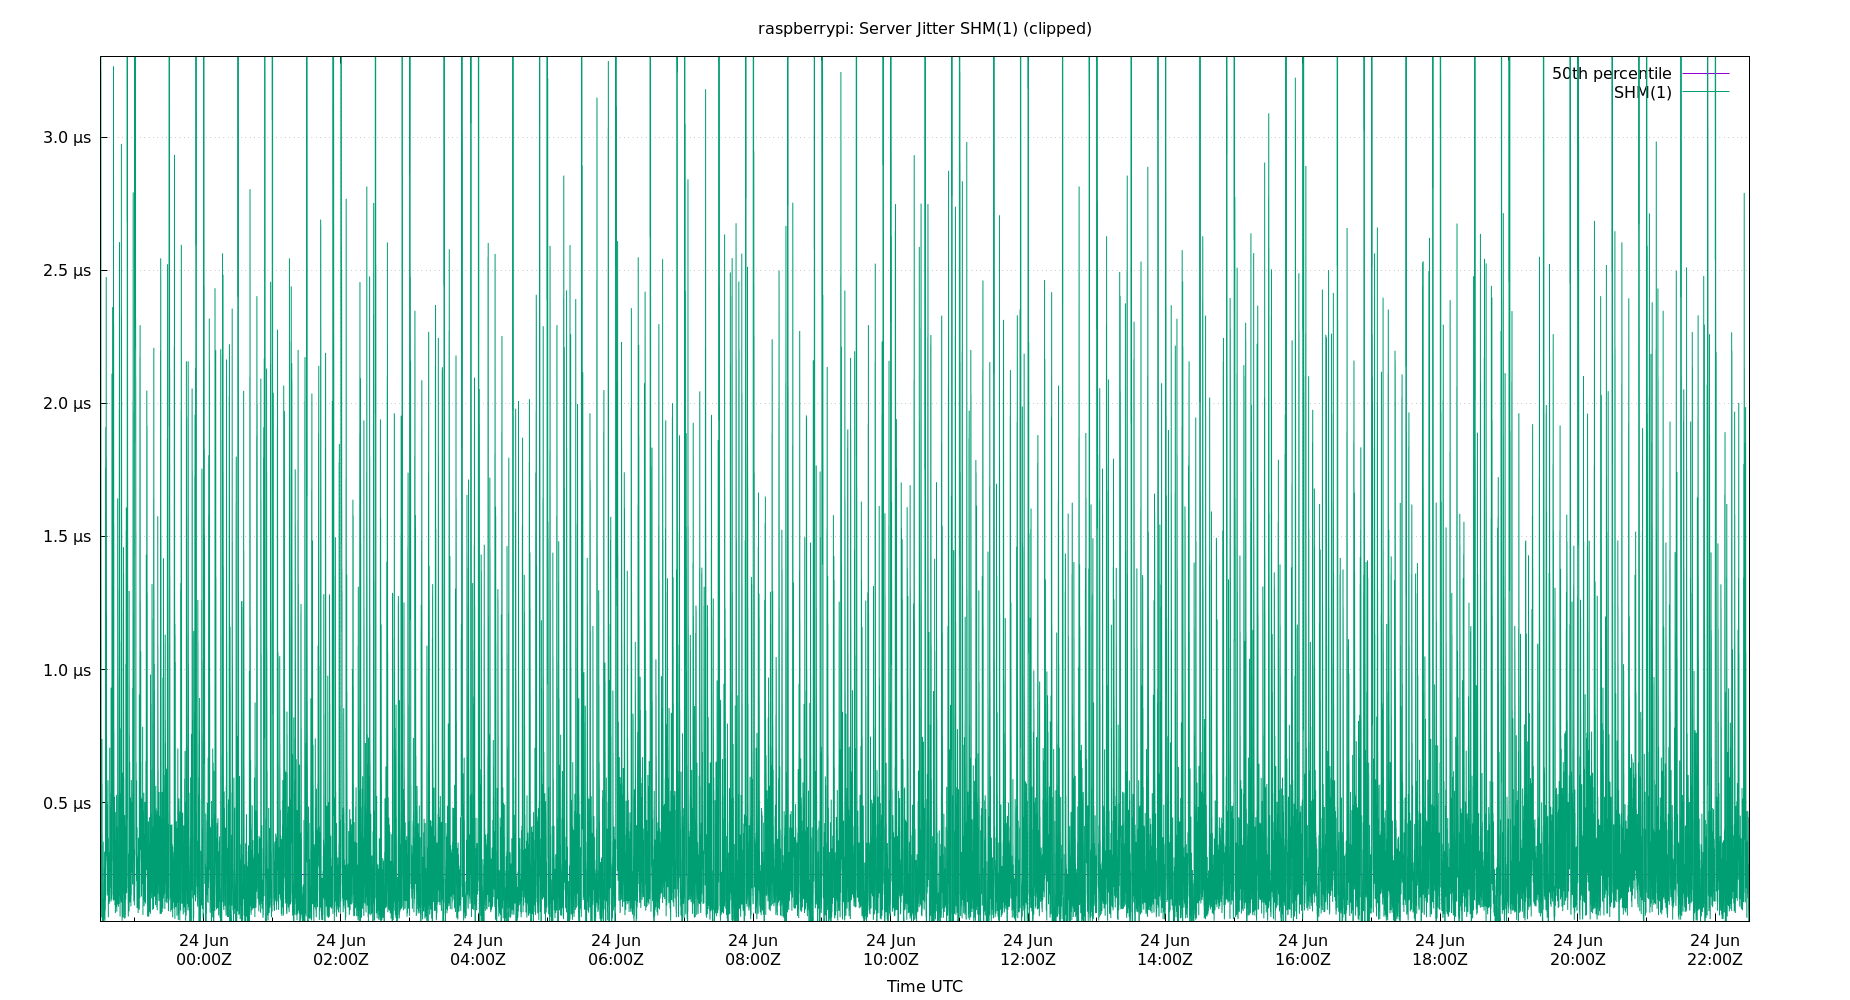 raspberrypi: Server Jitter SHM(1) (clipped)
50th percentile
SHM(1)
3.0 µs
2.5 µs
2.0 µs
1.5 µs
1.0 µs
0.5 µs
24 Jun 24 Jun 24 Jun 24 Jun 24 Jun 24 Jun 24 Jun 24 Jun 24 Jun 24 Jun 24 Jun 24 Jun
00:00Z 02:00Z 04:00Z 06:00Z 08:00Z 10:00Z 12:00Z 14:00Z 16:00Z 18:00Z 20:00Z 22:00Z
Time UTC